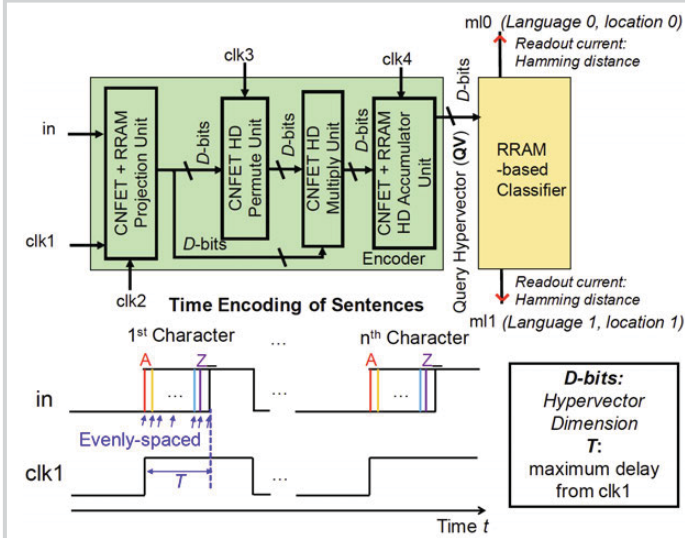 ml0 (Language 0, location 0)
Readout current:
Hamming distance
clk3
clk4
D-bits
in
CNFET + RRAM
Projection Unit
D-bits
CNFET HD
Permute Unit
D-bits
CNFET HD
Multiply Unit
D-bits
CNFET + RRAM
HD Accumulator
Unit
Query Hypervector (QV)
RRAM
-based
Classifier
clk1
D-bits
Encoder
clk2
Readout current:
Hamming distance
ml1 (Language 1, location 1)
Time Encoding of Sentences
1st Character
...
nth Character
A
Z_
A
Z_
in
...
...
Evenly-spaced
clk1
T
...
Time t
D-bits:
Hypervector
Dimension
T:
maximum delay
from clk1